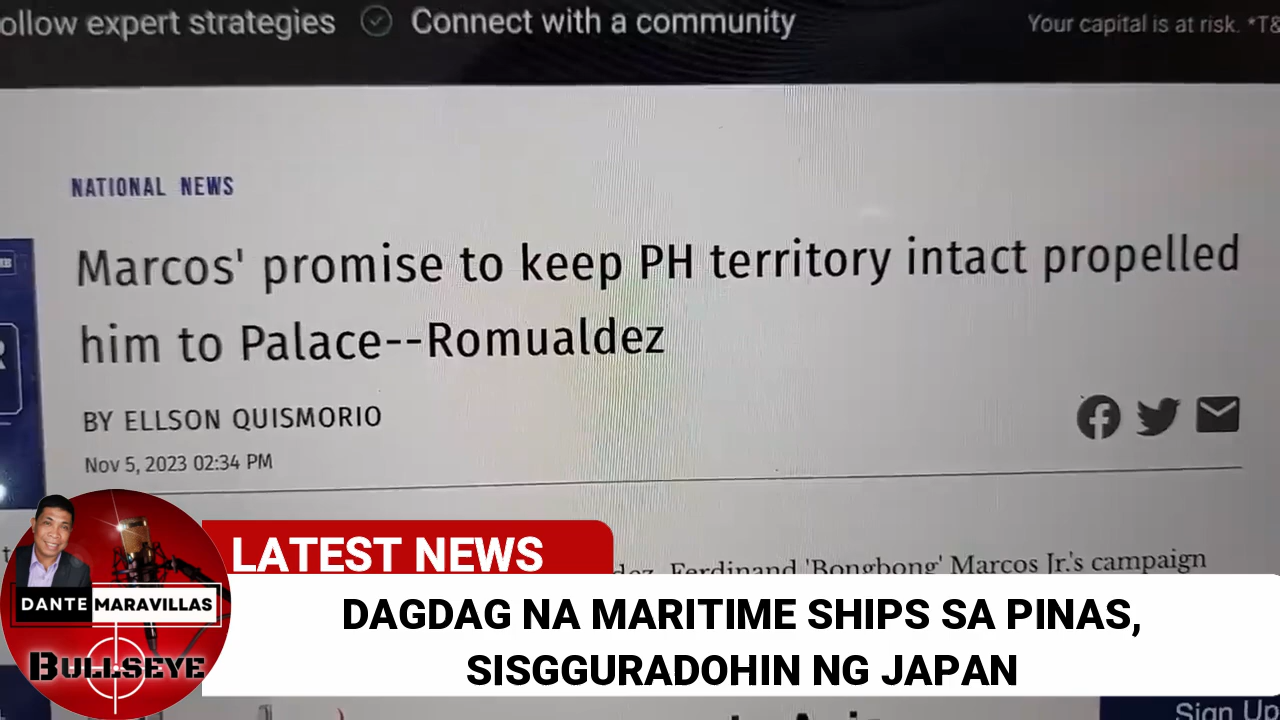 ollow expert strategies Connect with a community
Your capital is at risk.
NATIONAL NEWS
Marcos' promise to keep PH territory intact propelled
him to Palace--Romualdez
BY ELLSON QUISMORIO
Nov 5, 2023 02:34 PM
Ferdinand 'Bongbong' Marcos Jr.'s campaign
LATEST NEWS
DAGDAG NA MARITIME SHIPS SA PINAS,
SISGGURADOHIN NG JAPAN
DANTE MARAVILLAS
BULLSEYE
Sign Up